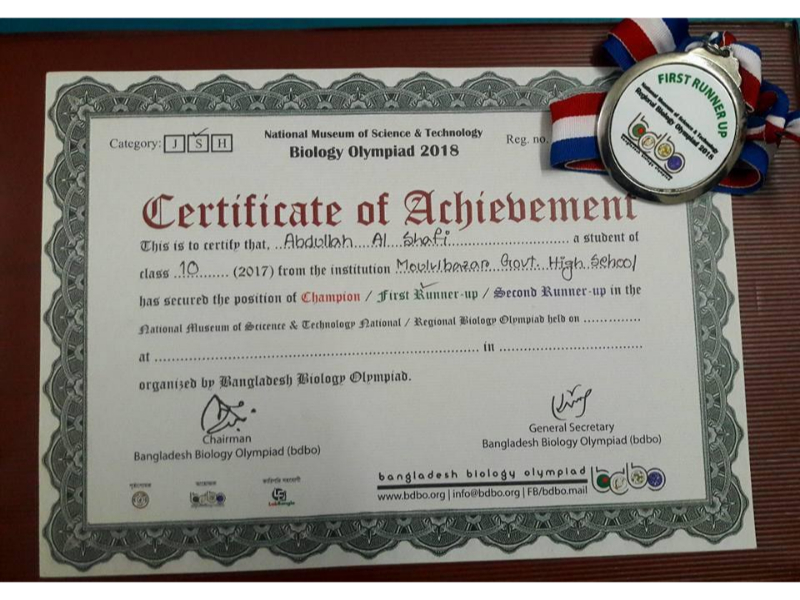 FIRST RUNNER UP
National Museum of Science & Technology
Regional Biology Olympiad 2018
bdbo
Category: J S H
National Museum of Science & Technology
Reg. no.
Biology Olympiad 2018
Certificate of Achievement
This is to certify that, ..Abdullah Al Shafi.............................. a student of
class ..10........ (2017) from the institution Moulvibazar Govt. High School
has secured the position of Champion / First Runner-up / Second Runner-up in the
National Museum of Scicence & Technology National / Regional Biology Olympiad held on ...............
at ................................................................................ in ...................................
organized by Bangladesh Biology Olympiad.
Chairman
Bangladesh Biology Olympiad (bdbo)
General Secretary
Bangladesh Biology Olympiad (bdbo)
LabBangla
bangladesh biology olympiad
bdbo
www.bdbo.org | info@bdbo.org | FB/bdbo.mail